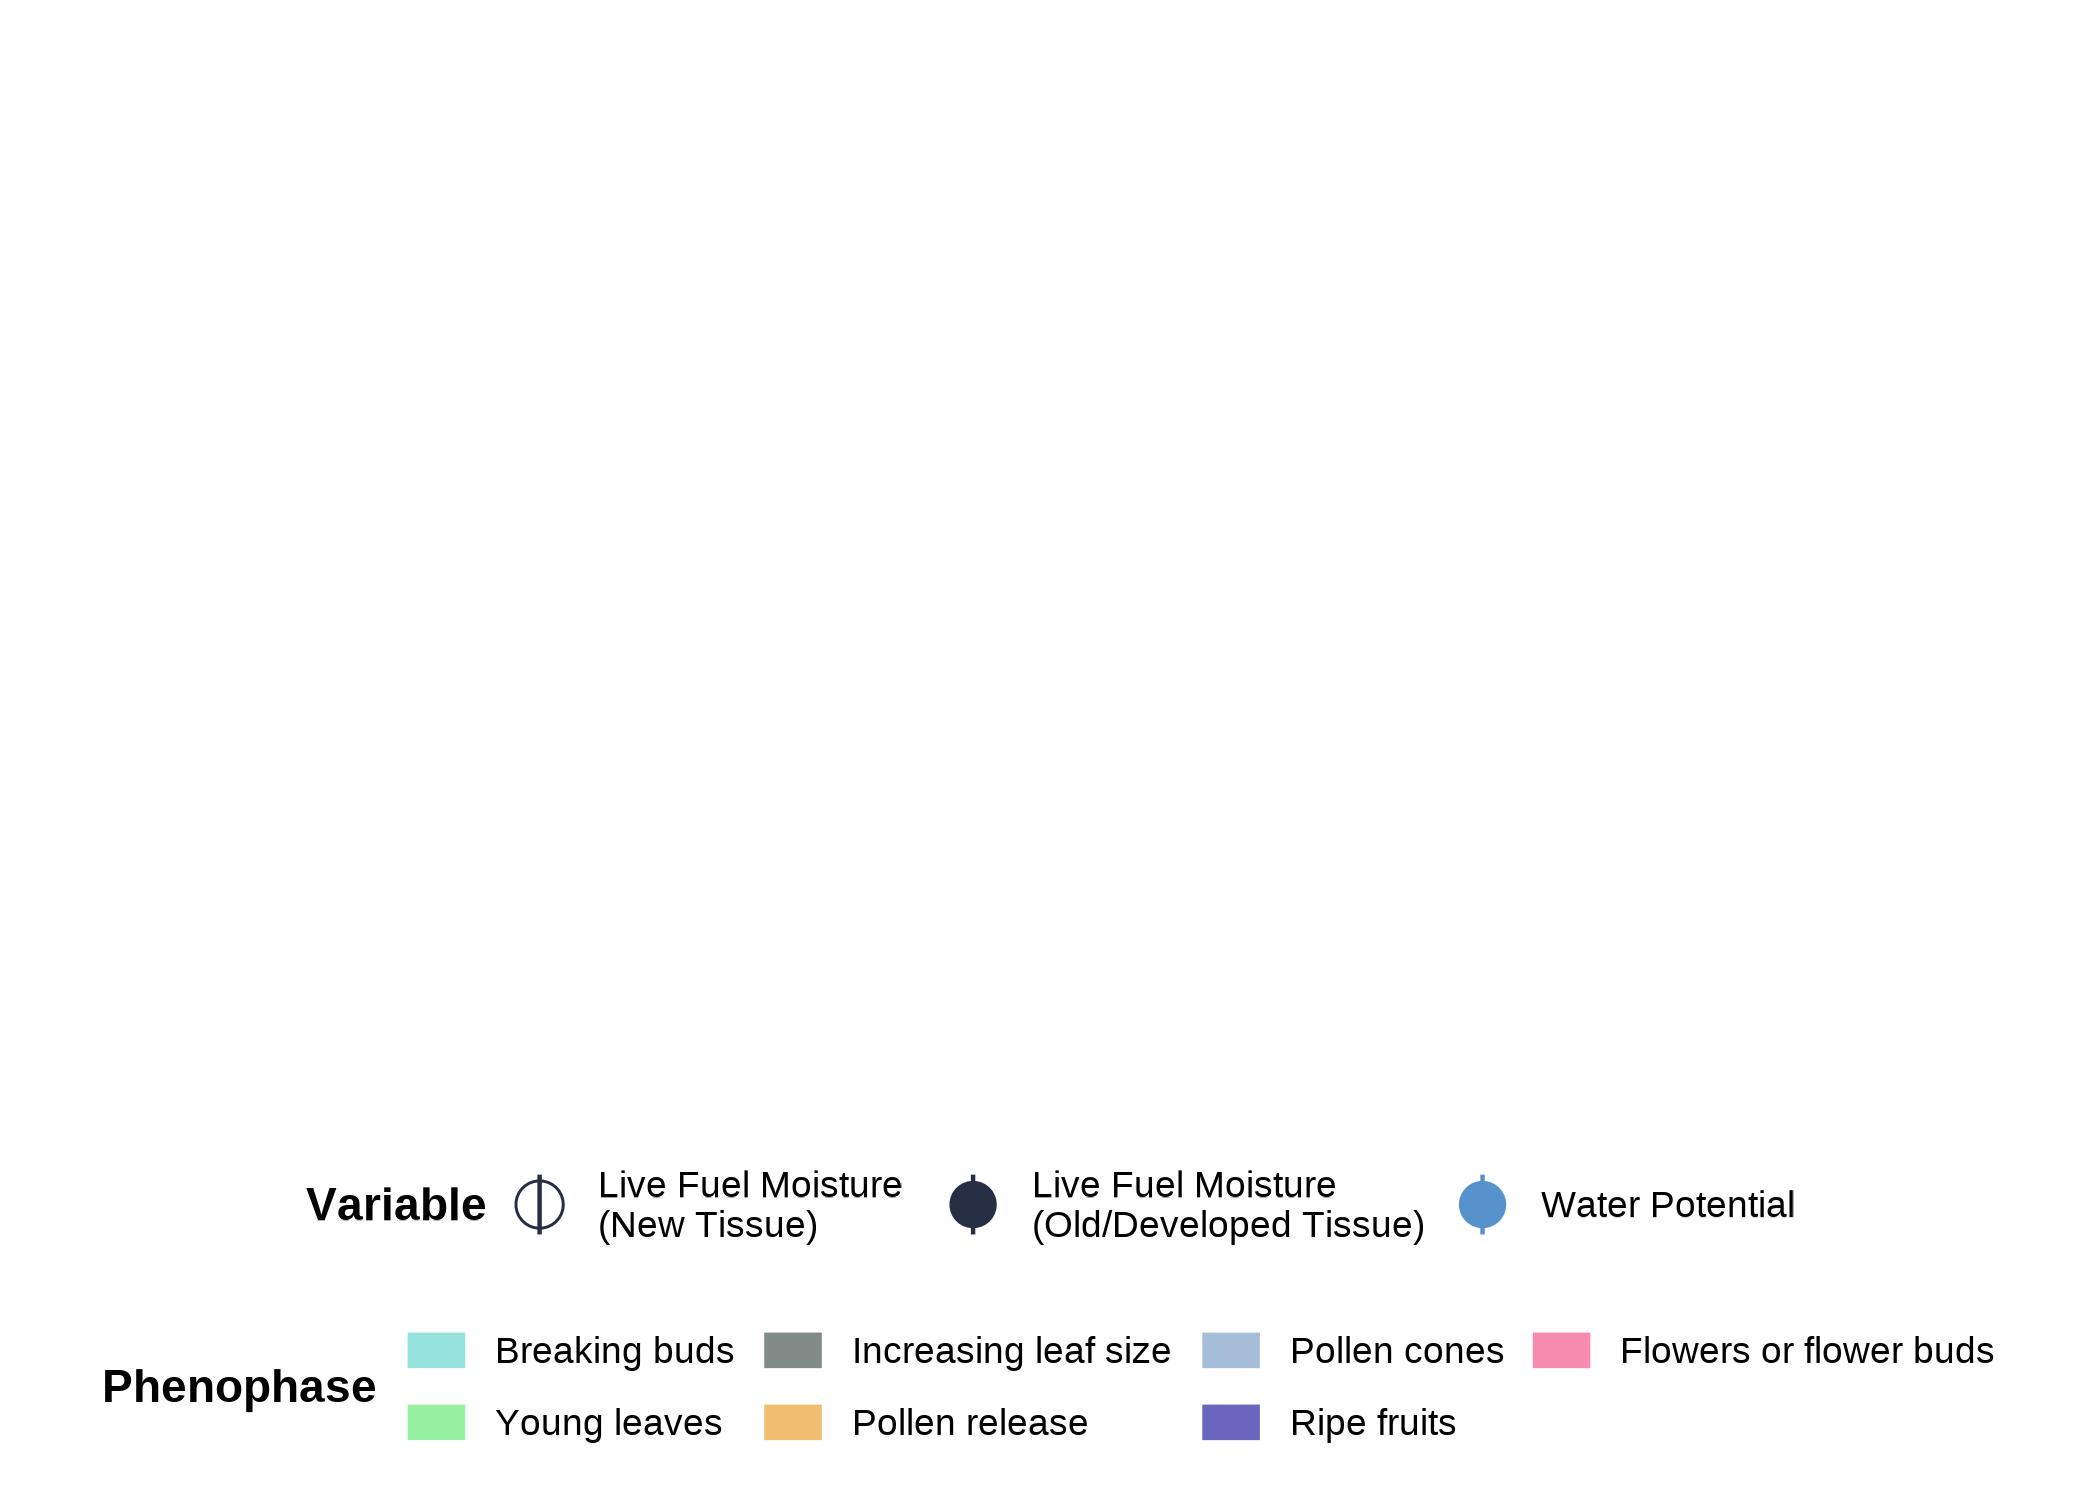 Variable
Live Fuel Moisture
(New Tissue)
Live Fuel Moisture
(Old/Developed Tissue)
Water Potential
Phenophase
Breaking buds
Increasing leaf size
Pollen cones
Flowers or flower buds
Young leaves
Pollen release
Ripe fruits